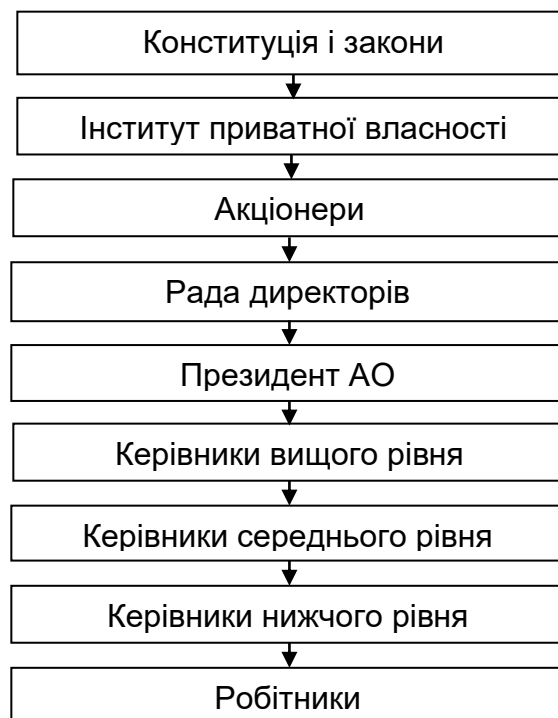 Конституція і закони
Інститут приватної власності
Акціонери
Рада директорів
Президент АО
Керівники вищого рівня
Керівники середнього рівня
Керівники нижчого рівня
Робітники